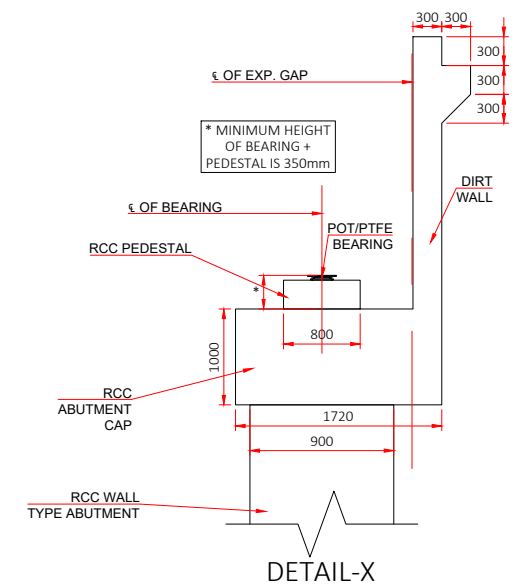 300
300
300
300
300
℄ OF EXP. GAP
* MINIMUM HEIGHT
OF BEARING +
PEDESTAL IS 350mm
DIRT
WALL
℄ OF BEARING
POT/PTFE
BEARING
RCC PEDESTAL
*
800
1000
RCC
ABUTMENT
CAP
1720
900
RCC WALL
TYPE ABUTMENT
DETAIL-X